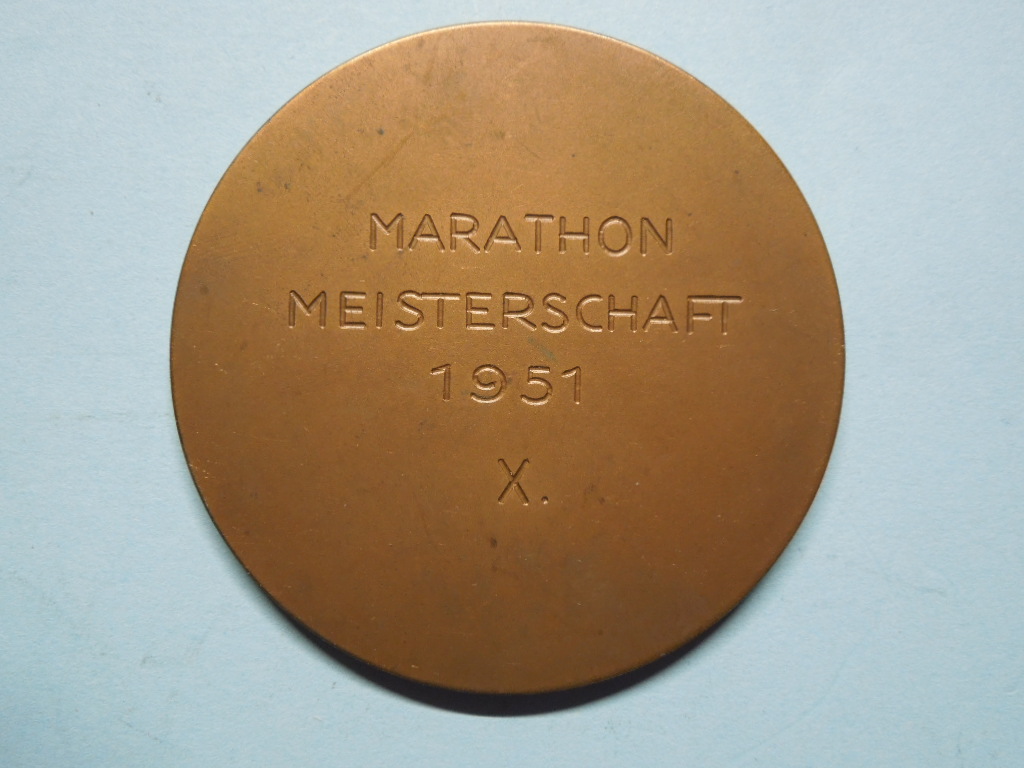 MARATHON
MEISTERSCHAFT
1951
X.